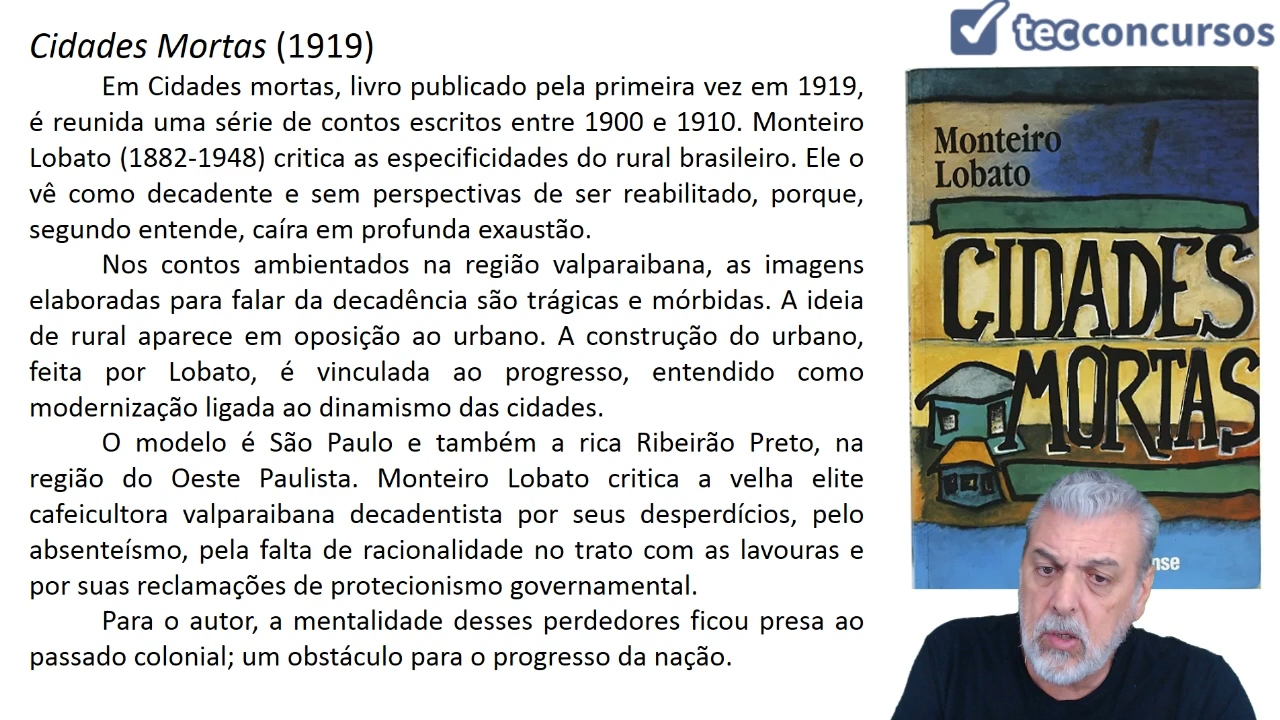 Cidades Mortas (1919)
Em Cidades mortas, livro publicado pela primeira vez em 1919,
é reunida uma série de contos escritos entre 1900 e 1910. Monteiro
Lobato (1882-1948) critica as especificidades do rural brasileiro. Ele o
vê como decadente e sem perspectivas de ser reabilitado, porque,
segundo entende, caíra em profunda exaustão.
Nos contos ambientados na região valparaibana, as imagens
elaboradas para falar da decadência são trágicas e mórbidas. A ideia
de rural aparece em oposição ao urbano. A construção do urbano,
feita por Lobato, é vinculada ao progresso, entendido como
modernização ligada ao dinamismo das cidades.
O modelo é São Paulo e também a rica Ribeirão Preto, na
região do Oeste Paulista. Monteiro Lobato critica a velha elite
cafeicultora valparaibana decadentista por seus desperdícios, pelo
absenteísmo, pela falta de racionalidade no trato com as lavouras e
por suas reclamações de protecionismo governamental.
Para o autor, a mentalidade desses perdedores ficou presa ao
passado colonial; um obstáculo para o progresso da nação.
tecconcursos
Monteiro
Lobato
CIDADES
MORTAS